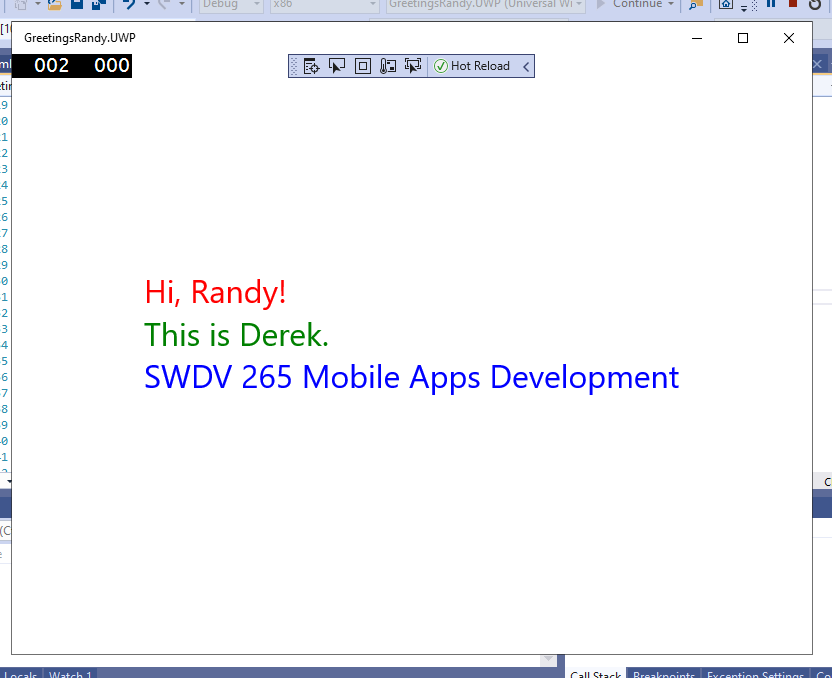 Debug x86 GreetingsRandy.UWP (Universal Wi Continue
GreetingsRandy.UWP
002 000 Hot Reload
Hi, Randy!
This is Derek.
SWDV 265 Mobile Apps Development
Locals Watch 1 Call Stack Breakpoints Exception Settings Co